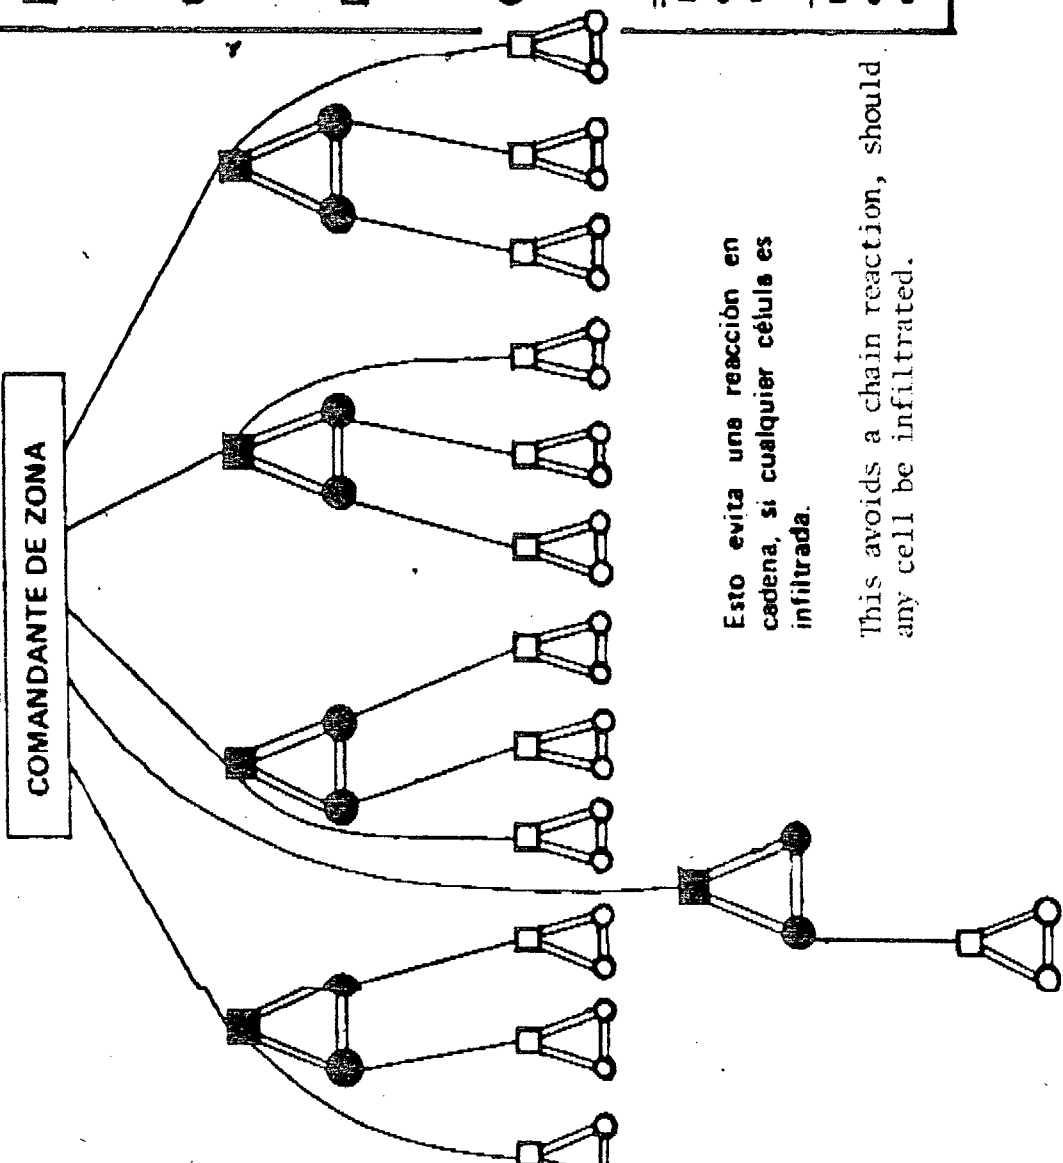 COMANDANTE DE ZONA
Esto evita una reacción en
cadena, si cualquier célula es
infiltrada.
This avoids a chain reaction, should
any cell be infiltrated.